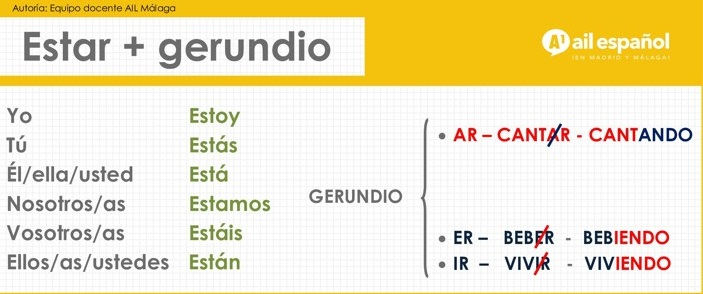 Autoría: Equipo docente AIL Málaga
Estar + gerundio
A1 ail español
¡EN MADRID Y MÁLAGA!
Yo Estoy
Tú Estás
Él/ella/usted Está
Nosotros/as Estamos
Vosotros/as Estáis
Ellos/as/ustedes Están
GERUNDIO
• AR – CANTAR - CANTANDO
• ER – BEBER - BEBIENDO
• IR – VIVIR - VIVIENDO